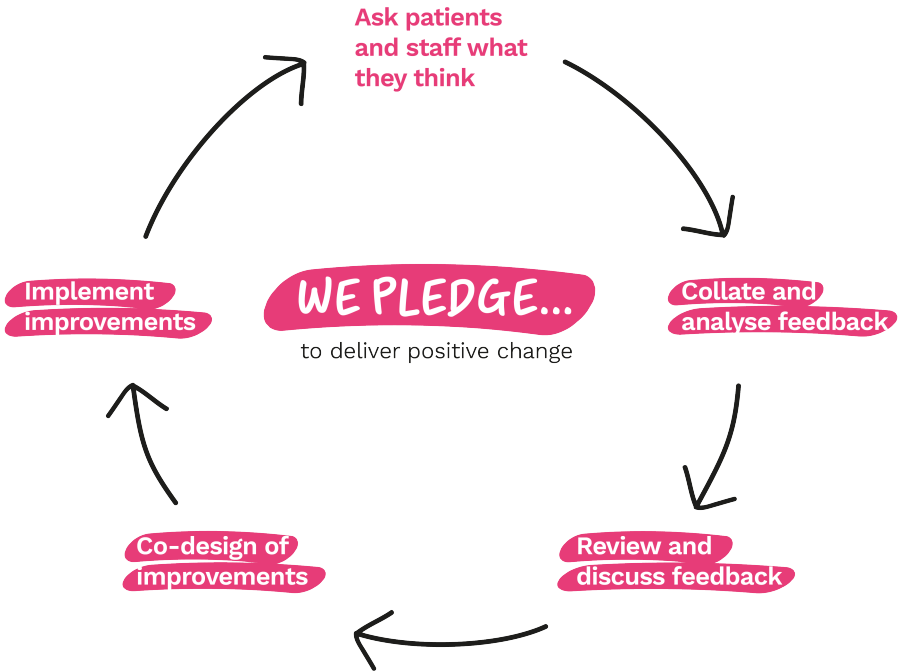 Ask patients
and staff what
they think
Collate and
analyse feedback
Review and
discuss feedback
Co-design of
improvements
Implement
improvements
WE PLEDGE...
to deliver positive change